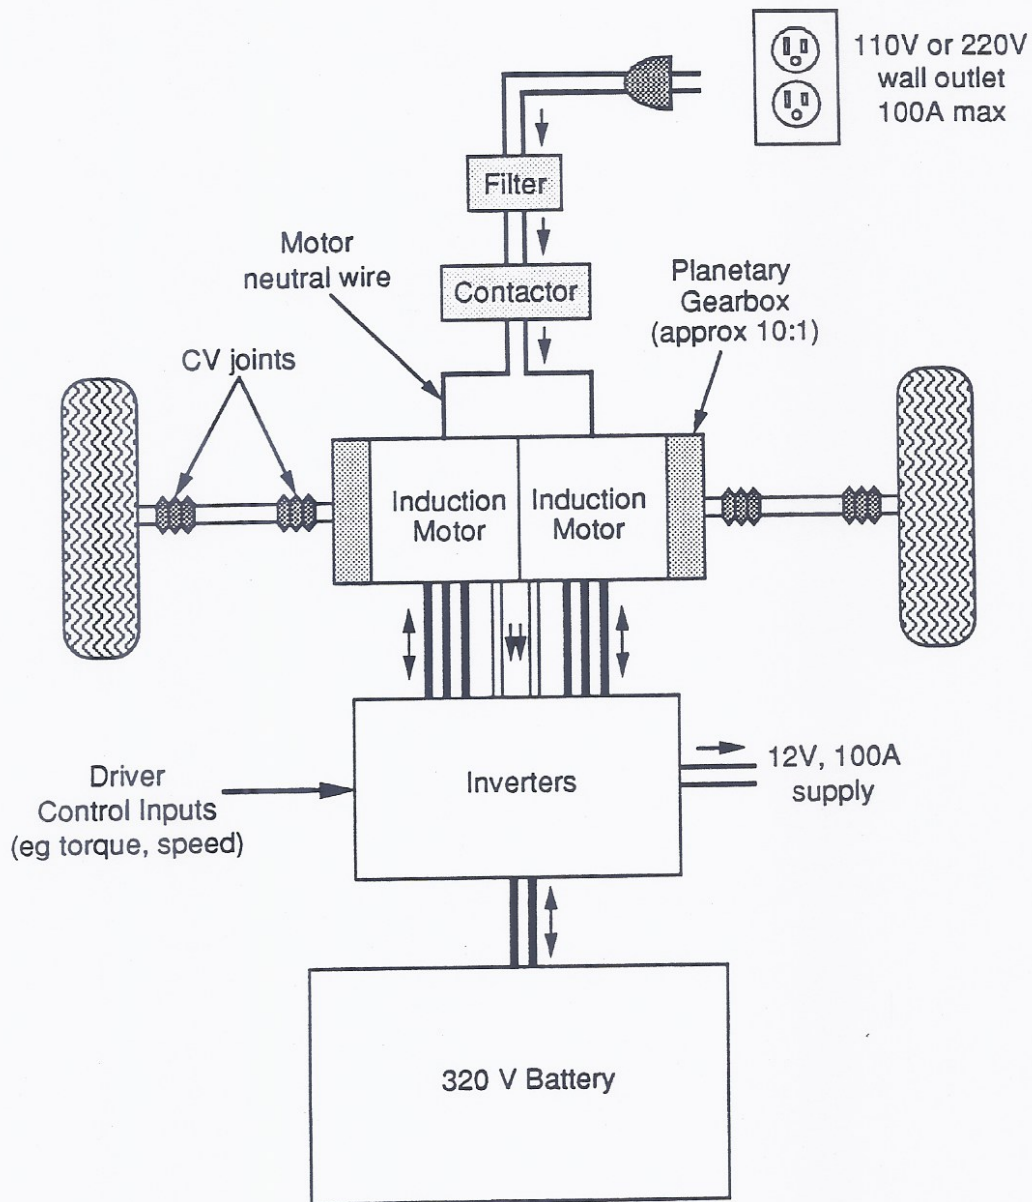 110V or 220V
wall outlet
100A max
Filter
Motor
neutral wire
Contactor
Planetary
Gearbox
(approx 10:1)
CV joints
Induction
Motor
Induction
Motor
Driver
Control Inputs
(eg torque, speed)
Inverters
12V, 100A
supply
320 V Battery